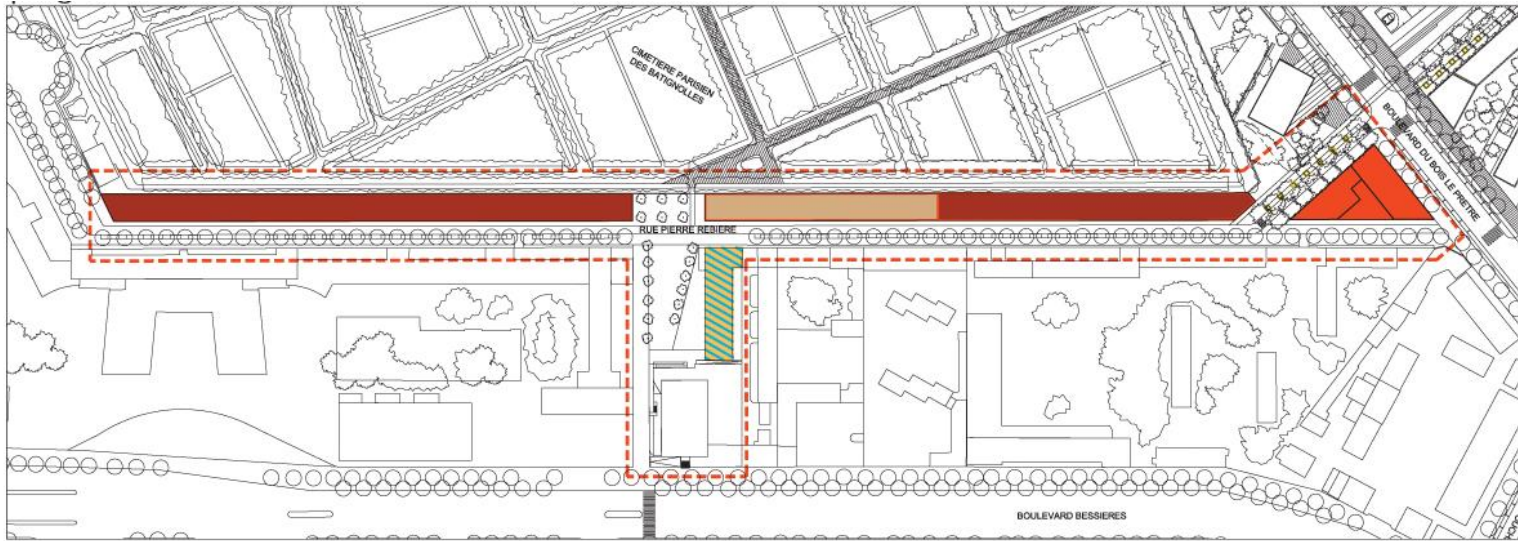 CIMETIERE PARISIEN
DES BATIGNOLLES
BOULEVARD DU BOIS LE PRETRE
RUE PIERRE REBIERE
BOULEVARD BESSIERES